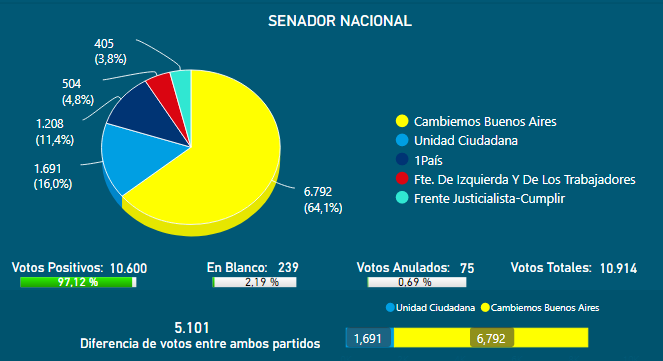 SENADOR NACIONAL
405
(3,8%)
504
(4,8%)
1.208
(11,4%)
1.691
(16,0%)
6.792
(64,1%)
Cambiemos Buenos Aires
Unidad Ciudadana
1País
Fte. De Izquierda Y De Los Trabajadores
Frente Justicialista-Cumplir
Votos Positivos: 10.600
97,12 %
En Blanco: 239
2,19 %
Votos Anulados: 75
0,69 %
Votos Totales: 10.914
Unidad Ciudadana Cambiemos Buenos Aires
5.101
Diferencia de votos entre ambos partidos
1,691 6,792